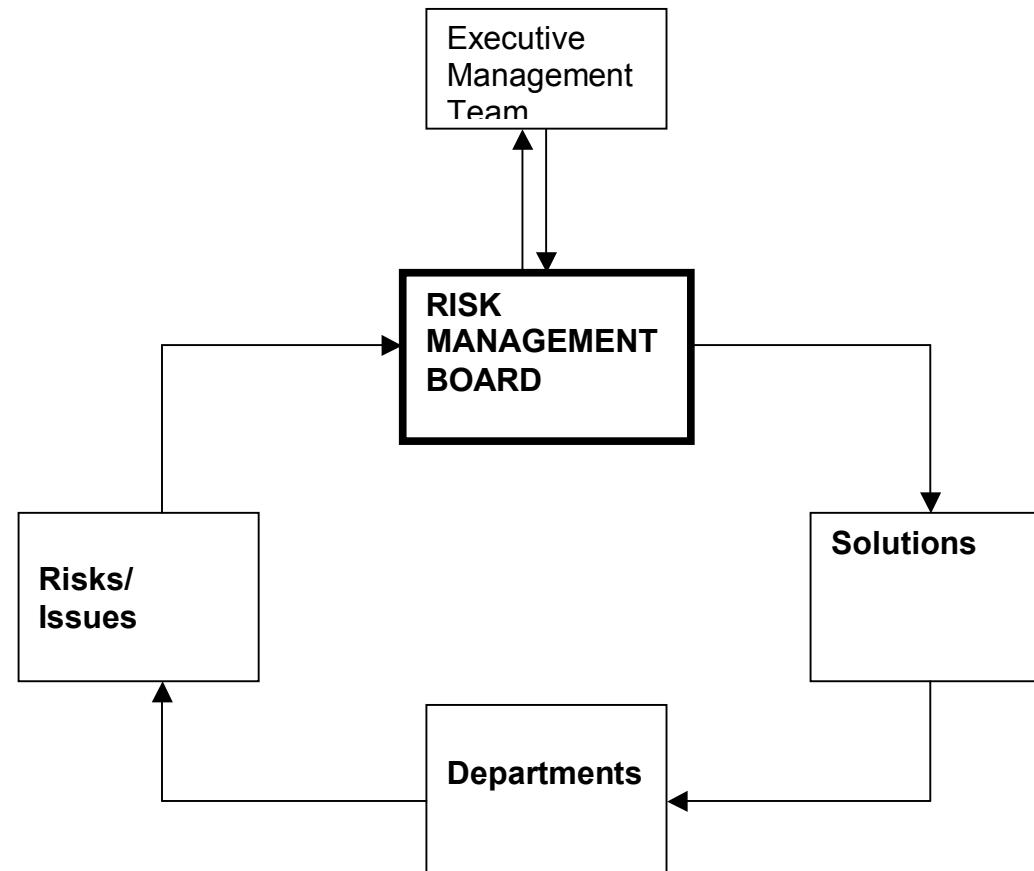 Executive
Management
Team
RISK
MANAGEMENT
BOARD
Risks/
Issues
Solutions
Departments